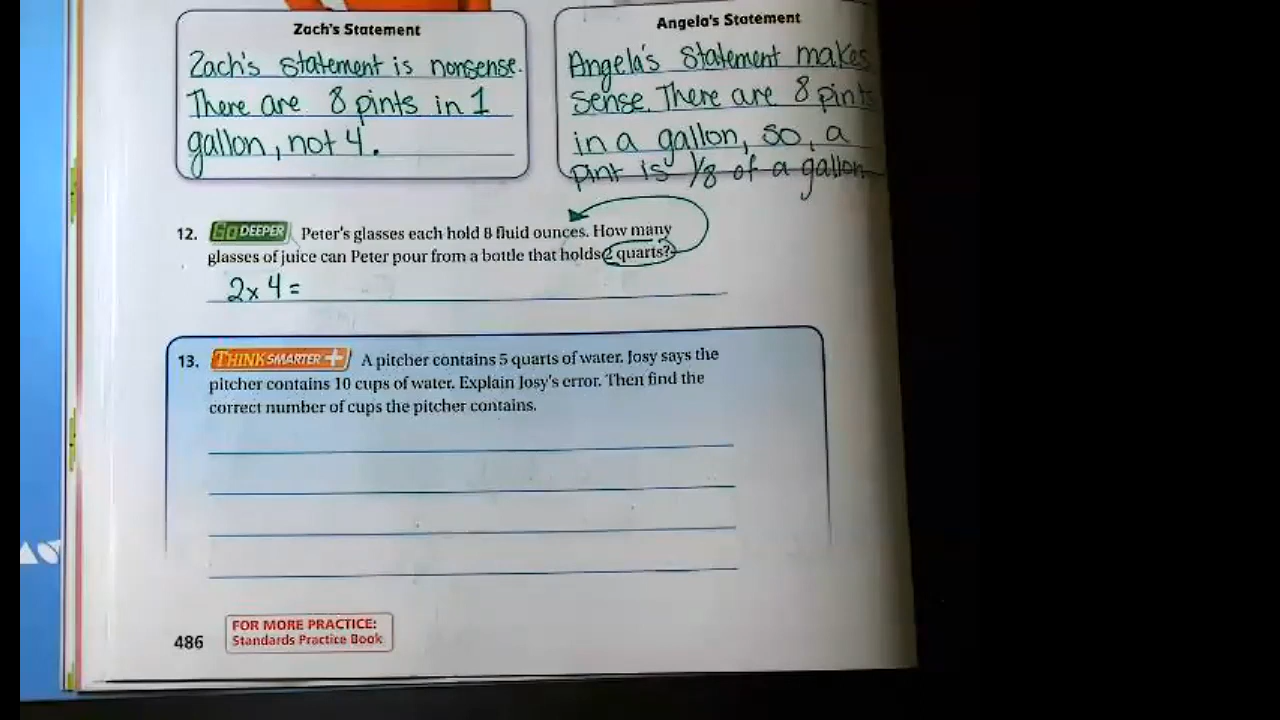 Zach's Statement
Zach's statement is nonsense.
There are 8 pints in 1
gallon, not 4.
Angela's Statement
Angela's statement makes
sense. There are 8 pints
in a gallon, so, a
pint is 1/8 of a gallon
12. GO DEEPER Peter's glasses each hold 8 fluid ounces. How many
glasses of juice can Peter pour from a bottle that holds 2 quarts?
2x4=
13. THINK SMARTER + A pitcher contains 5 quarts of water. Josy says the
pitcher contains 10 cups of water. Explain Josy's error. Then find the
correct number of cups the pitcher contains.
486
FOR MORE PRACTICE:
Standards Practice Book